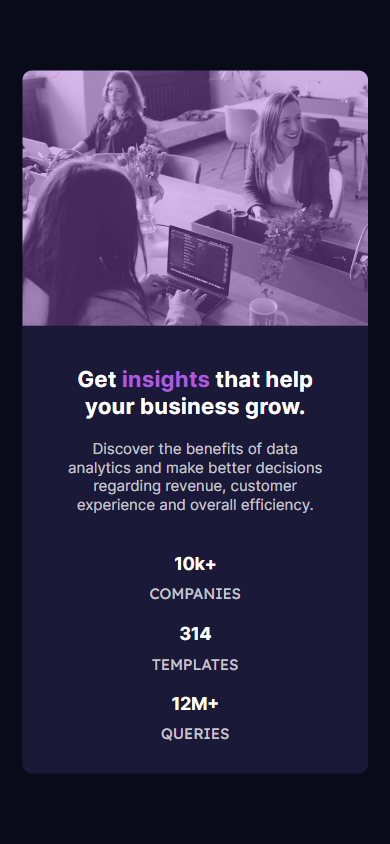 Get insights that help
your business grow.
Discover the benefits of data
analytics and make better decisions
regarding revenue, customer
experience and overall efficiency.
10k+
COMPANIES
314
TEMPLATES
12M+
QUERIES